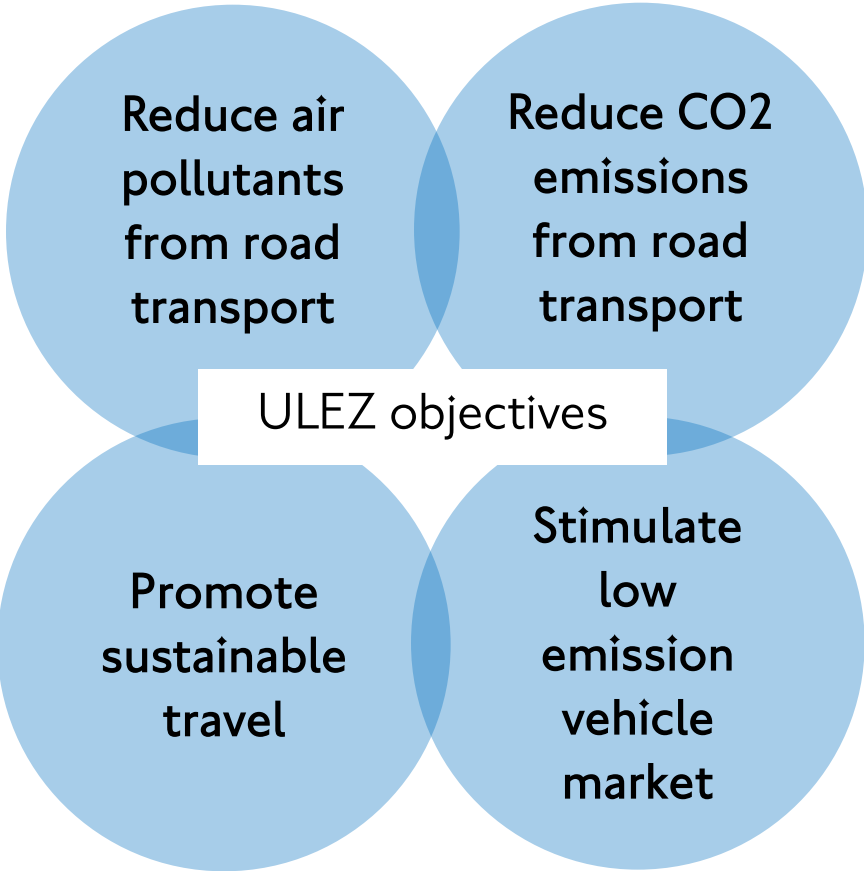 Reduce air
pollutants
from road
transport
Reduce CO2
emissions
from road
transport
ULEZ objectives
Promote
sustainable
travel
Stimulate
low
emission
vehicle
market